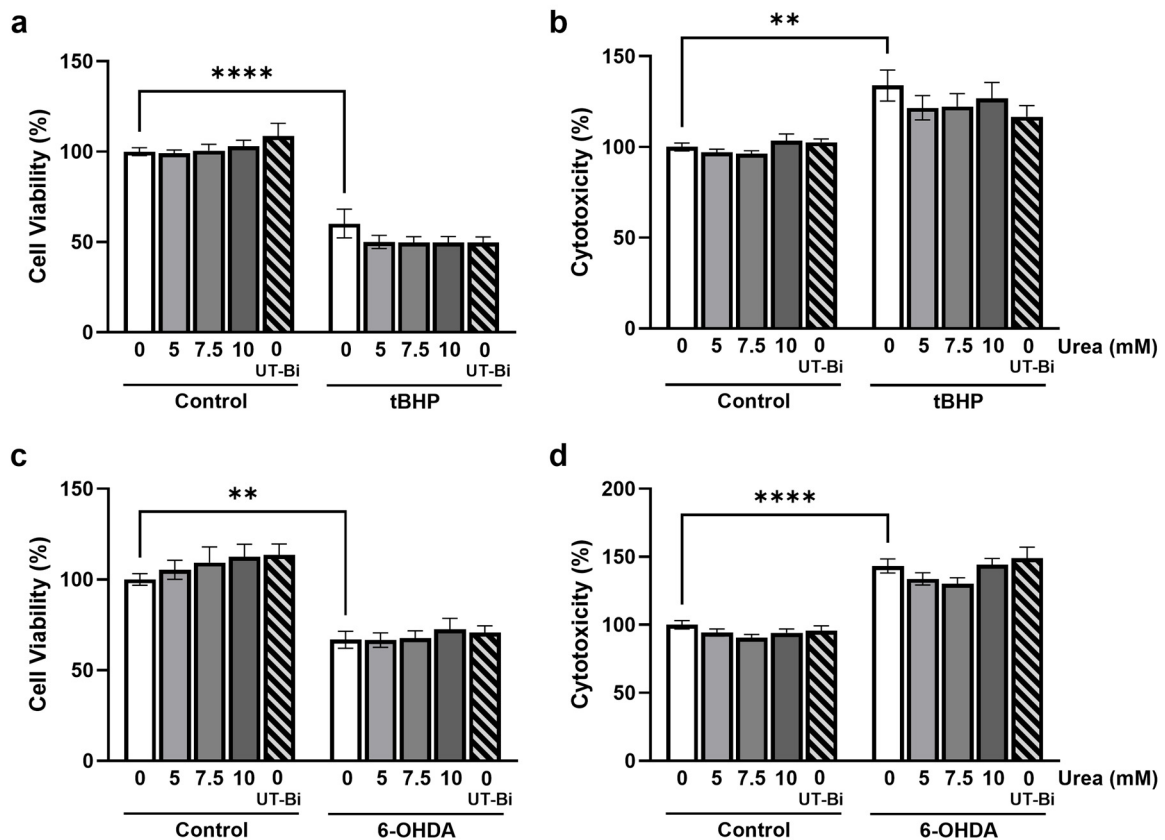 a
Cell Viability (%)
150
100
50
0
****
0 5 7.5 10 0
UT-Bi UT-Bi
0 5 7.5 10 0
Control tBHP
b
Cytotoxicity (%)
150
100
50
0
**
0 5 7.5 10 0 0 5 7.5 10 0 Urea (mM)
UT-Bi UT-Bi
Control tBHP
c
Cell Viability (%)
150
100
50
0
**
0 5 7.5 10 0 0 5 7.5 10 0
UT-Bi UT-Bi
Control 6-OHDA
d
Cytotoxicity (%)
200
150
100
50
0
****
0 5 7.5 10 0 0 5 7.5 10 0 Urea (mM)
UT-Bi UT-Bi
Control 6-OHDA